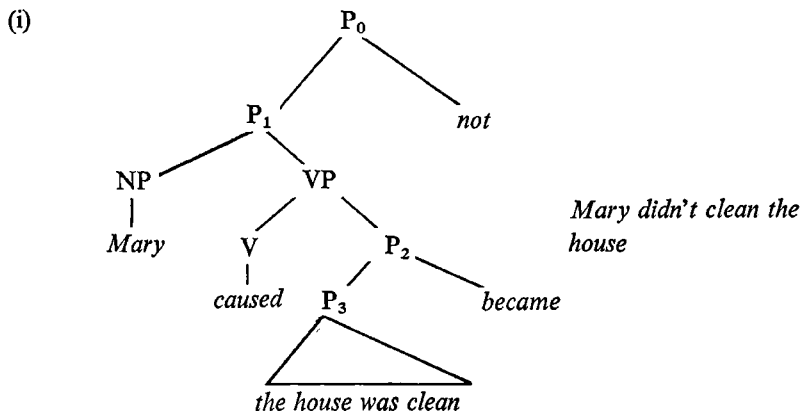 (i)
P₀
P₁
not
NP
VP
Mary didn't clean the
house
Mary
V
P₂
caused
P₃
became
the house was clean